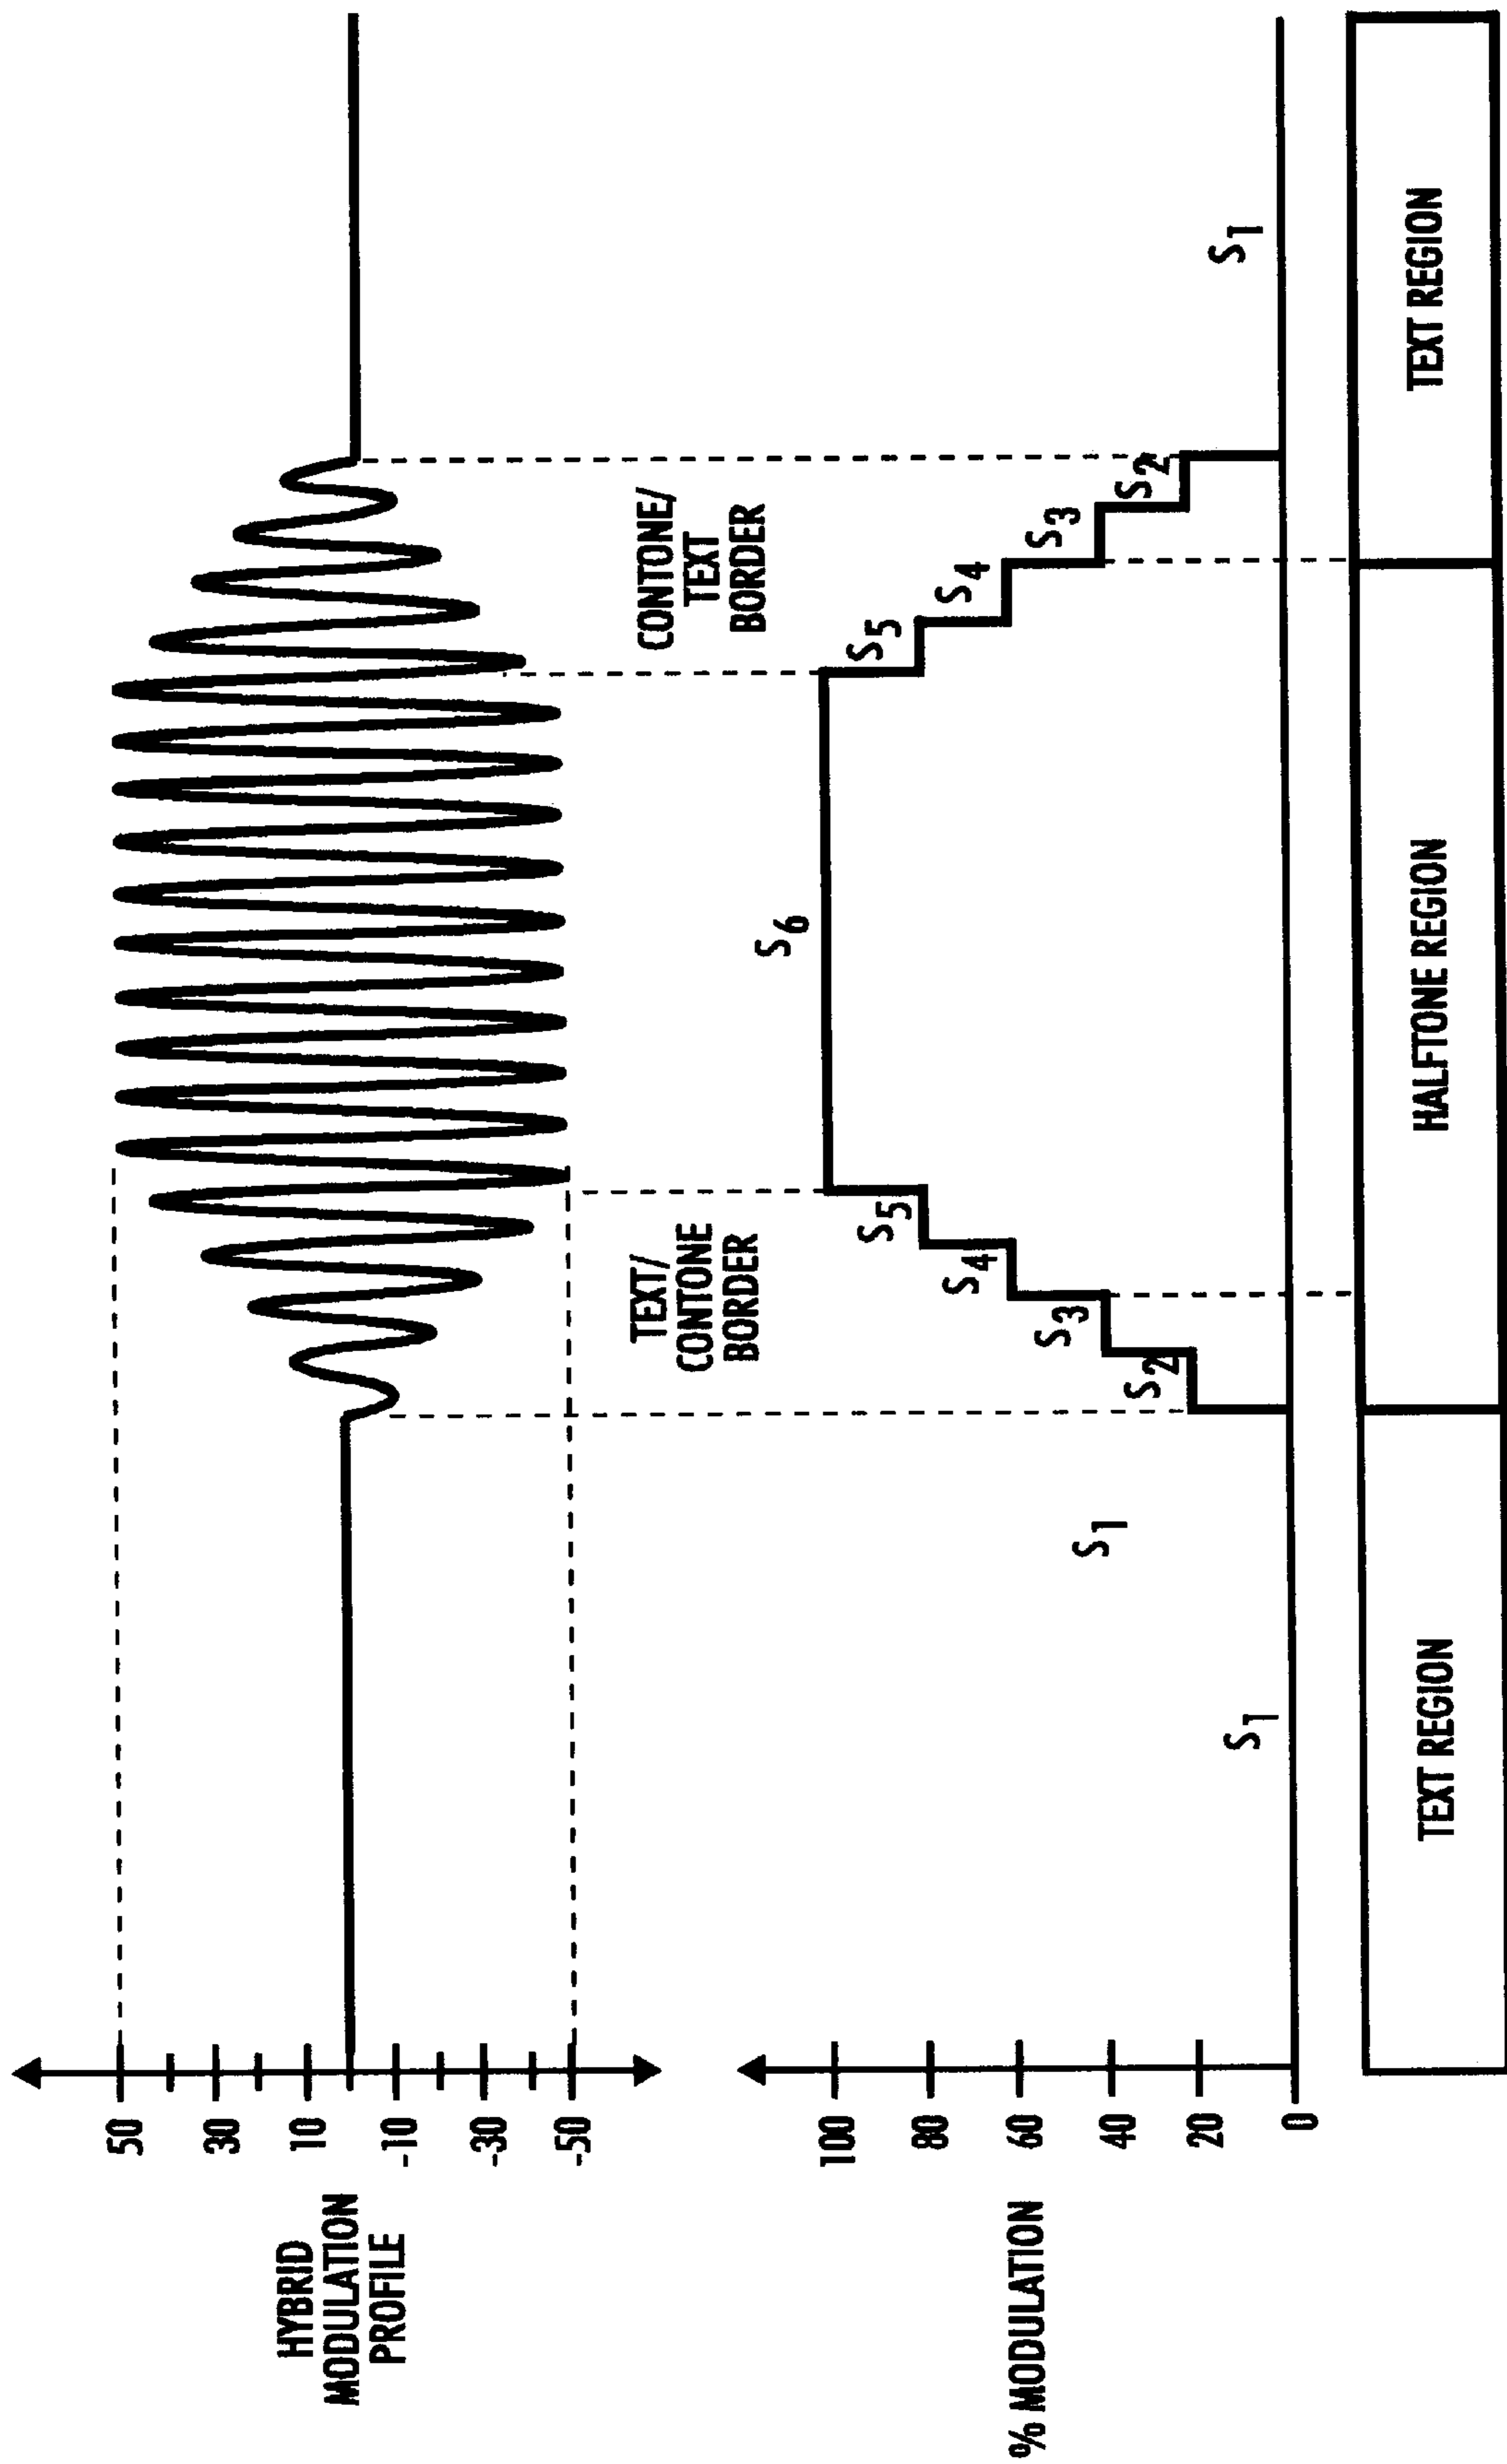 HYBRID
MODULATION
PROFILE
50
30
10
-10
-30
-50
TEXT/
CONTONE
BORDER
CONTONE/
TEXT
BORDER
% MODULATION
100
80
60
40
20
0
S1
S1
S2
S3
S4
S5
S6
S5
S4
S3
S2
S1
TEXT REGION
HALFTONE REGION
TEXT REGION